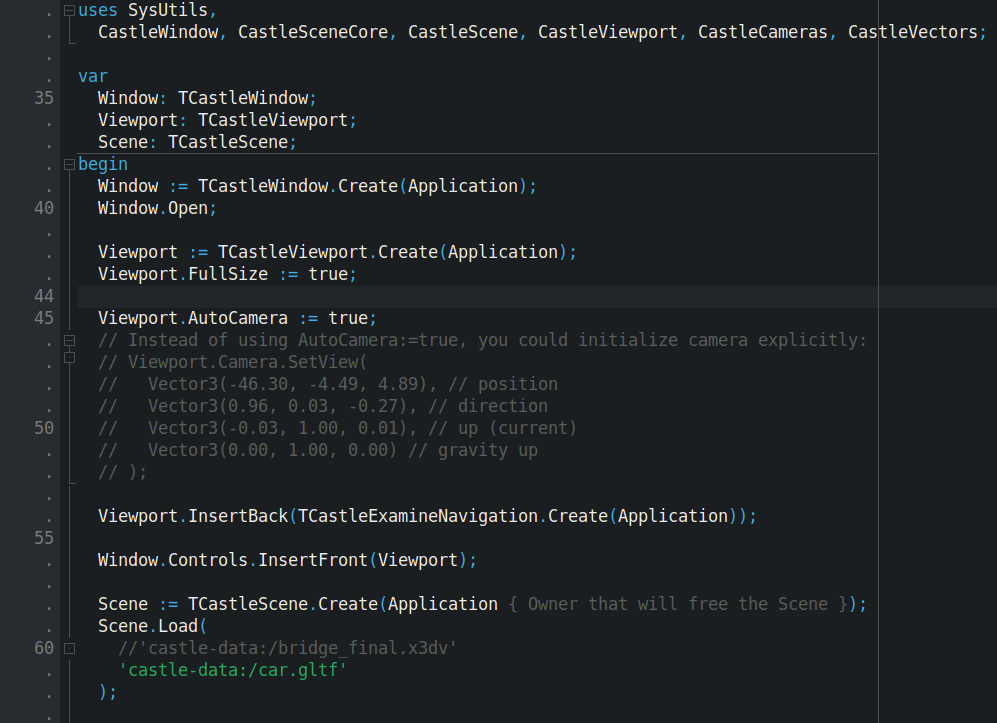 uses SysUtils,
  CastleWindow, CastleSceneCore, CastleScene, CastleViewport, CastleCameras, CastleVectors;

var
35   Window: TCastleWindow;
  Viewport: TCastleViewport;
  Scene: TCastleScene;
begin
  Window := TCastleWindow.Create(Application);
40   Window.Open;

  Viewport := TCastleViewport.Create(Application);
  Viewport.FullSize := true;
44
45   Viewport.AutoCamera := true;
  // Instead of using AutoCamera:=true, you could initialize camera explicitly:
  // Viewport.Camera.SetView(
  //   Vector3(-46.30, -4.49, 4.89), // position
  //   Vector3(0.96, 0.03, -0.27), // direction
50   //   Vector3(-0.03, 1.00, 0.01), // up (current)
  //   Vector3(0.00, 1.00, 0.00) // gravity up
  // );

  Viewport.InsertBack(TCastleExamineNavigation.Create(Application));
55
  Window.Controls.InsertFront(Viewport);

  Scene := TCastleScene.Create(Application { Owner that will free the Scene });
  Scene.Load(
60     //'castle-data:/bridge_final.x3dv'
    'castle-data:/car.gltf'
  );